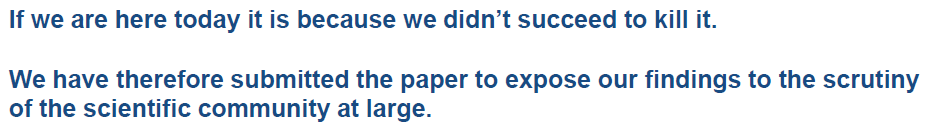 If we are here today it is because we didn’t succeed to kill it.
We have therefore submitted the paper to expose our findings to the scrutiny
of the scientific community at large.